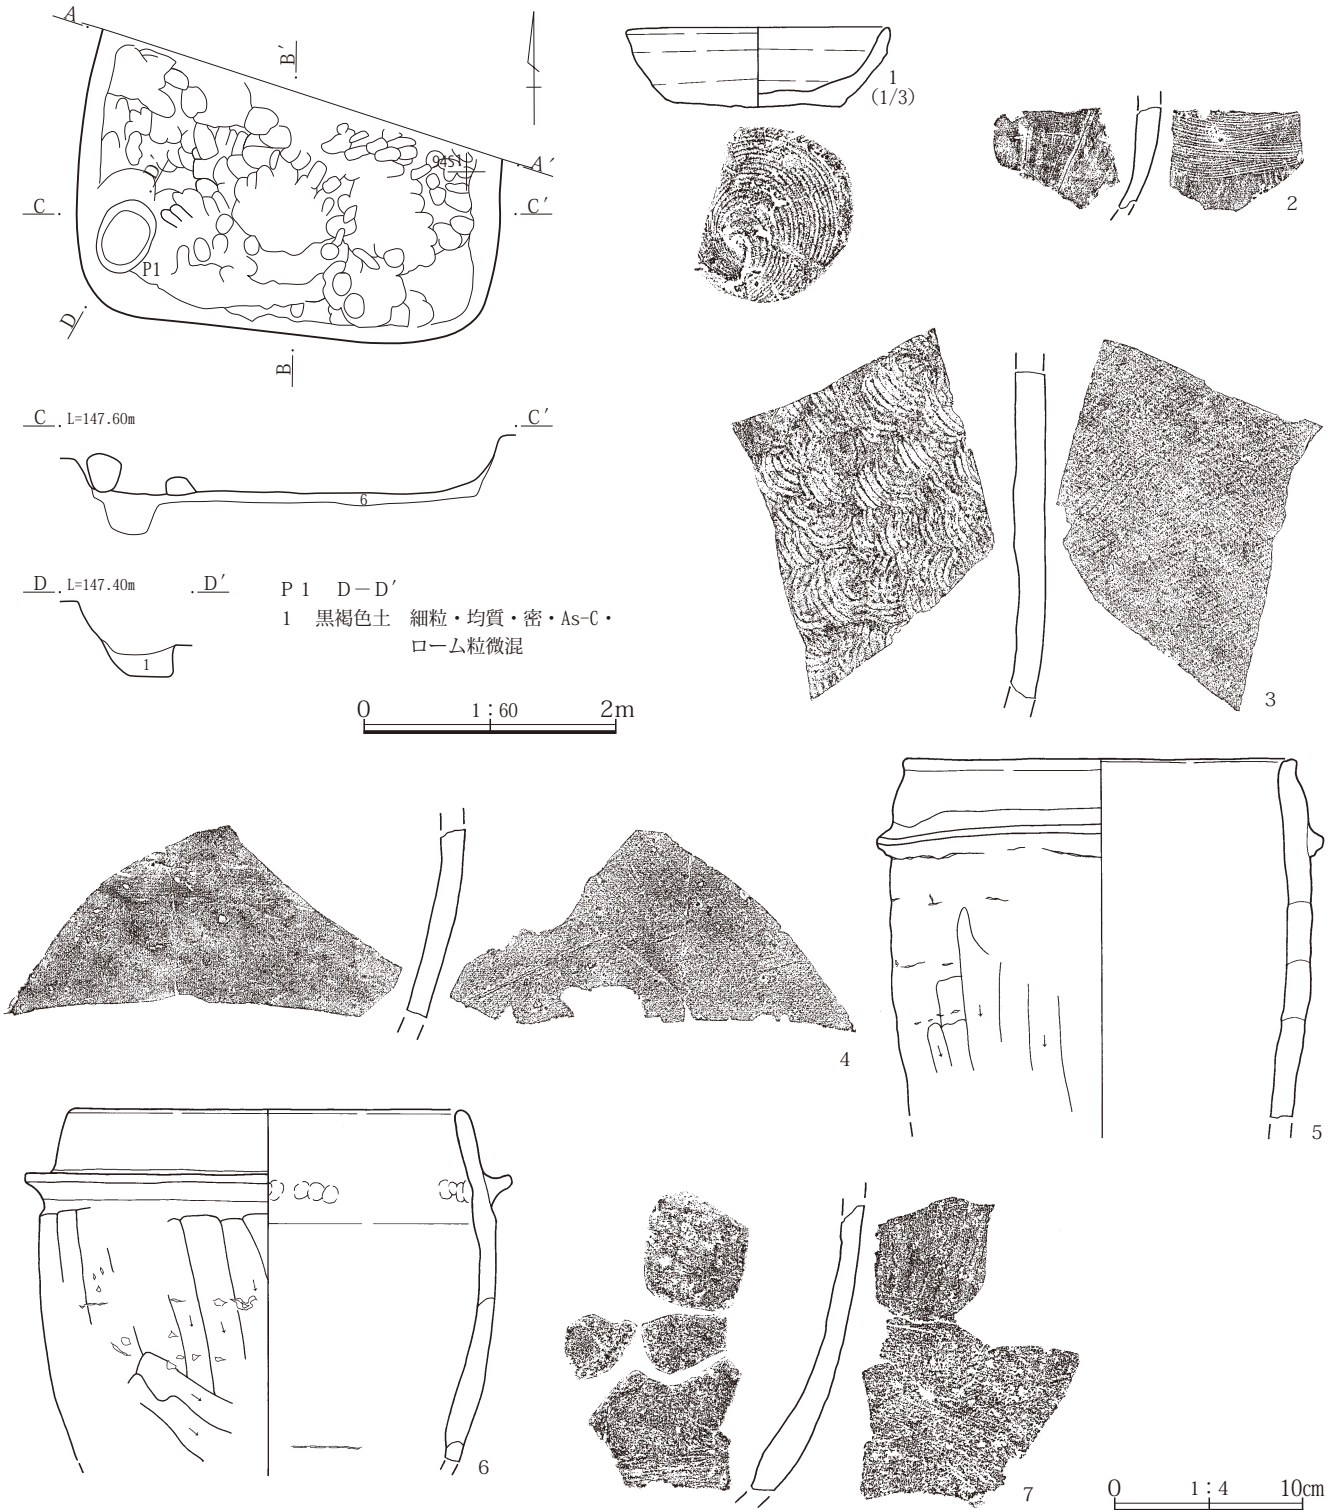 A
B′
A′
94S1
D′
C
C′
P1
D
B
C L=147.60m C′
6
D L=147.40m D′
1
P 1 D－D′
1 黒褐色土 細粒・均質・密・As-C・
ローム粒微混
0 1：60 2m
1
(1/3)
2
3
4
5
6
7
0 1：4 10cm